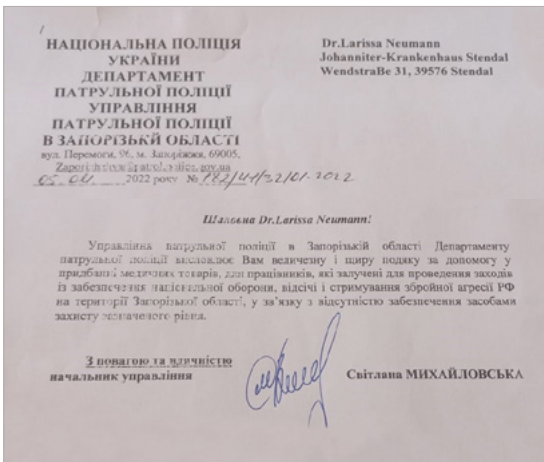 НАЦІОНАЛЬНА ПОЛІЦІЯ
УКРАЇНИ
ДЕПАРТАМЕНТ
ПАТРУЛЬНОЇ ПОЛІЦІЇ
УПРАВЛІННЯ
ПАТРУЛЬНОЇ ПОЛІЦІЇ
В ЗАПОРІЗЬКЙ ОБЛАСТІ
вул. Перемоги, 96, м. Запоріжжя, 69005,
05.04 2022 року №
Dr.Larissa Neumann
Johanniter-Krankenhaus Stendal
WendstraBe 31, 39576 Stendal
Шановна Dr.Larissa Neumann!
Управління патрульної поліції в Запорізькій області Департаменту
патрульної поліції висловлює Вам величезну і щиру подяку за допомогу у
придбанні медичних товарів, для працівників, які залучені для проведення заходів
із забезпечення національної оборони, відсічі і стримування збройної агресії РФ
на території Запорізької області, у зв'язку з відсутністю забезпечення засобами
захисту зазначеного рівня.
З повагою та вдячністю
начальник управління
Світлана МИХАЙЛОВСЬКА